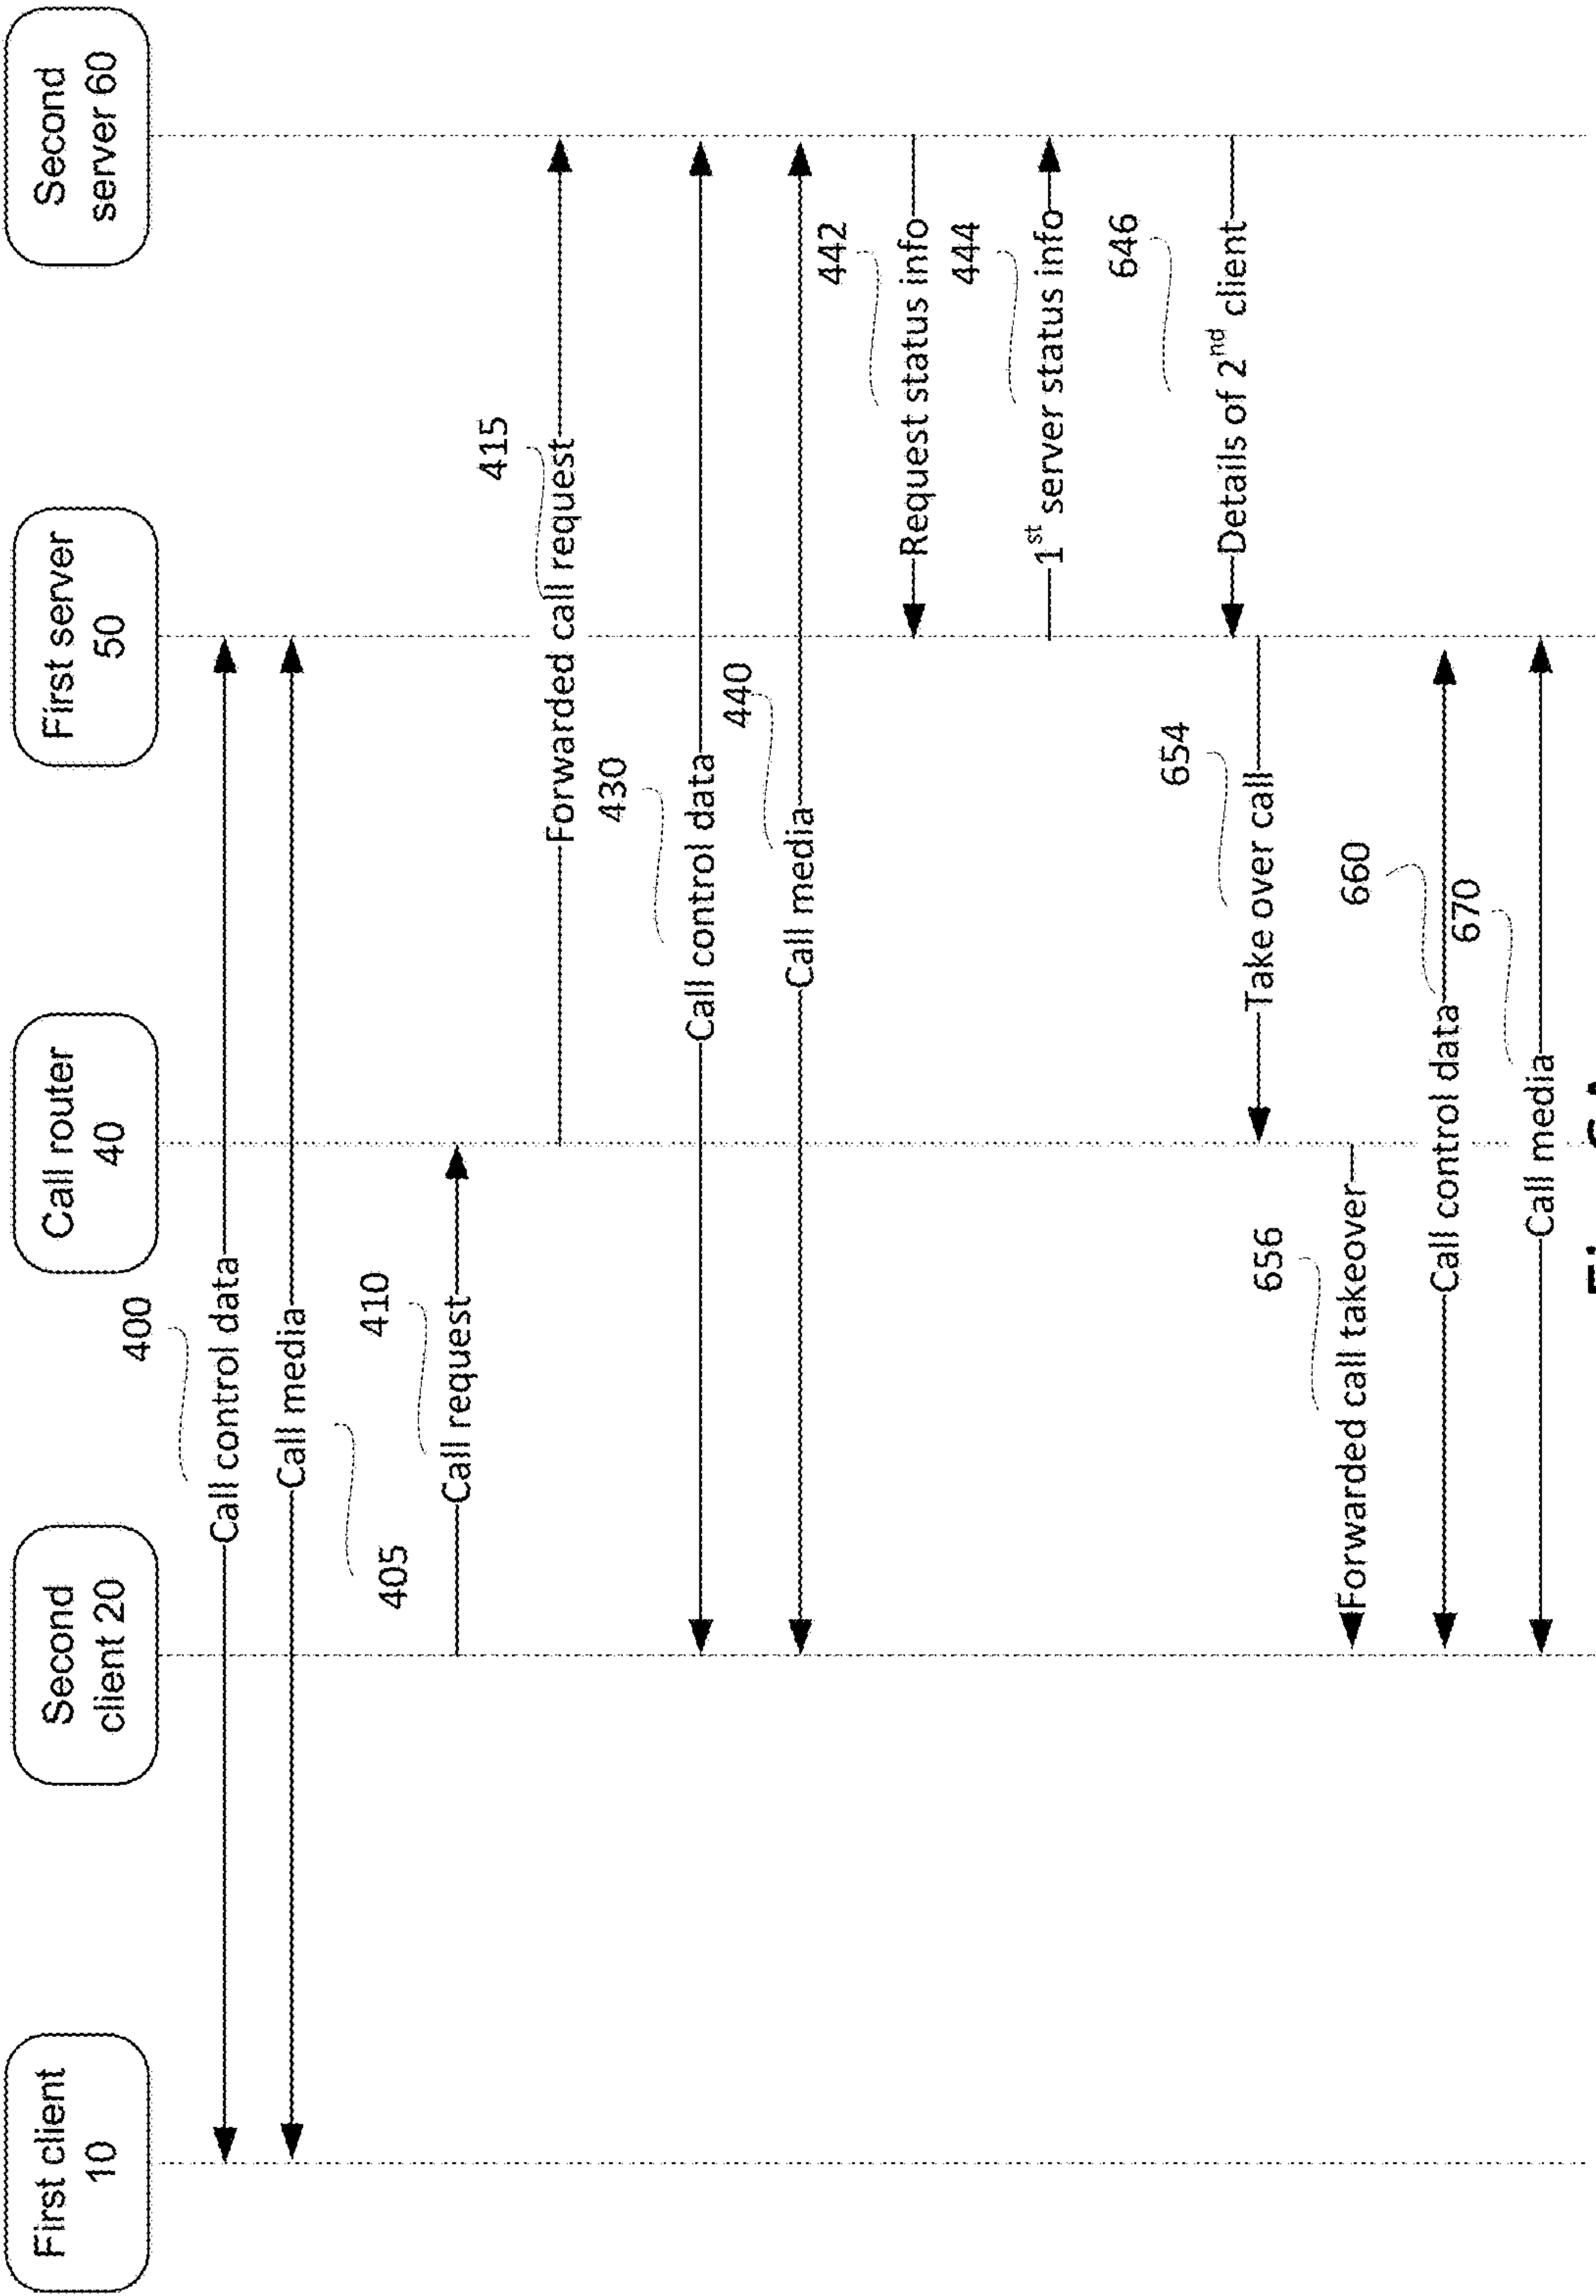 First client
10
Second
client 20
Call router
40
First server
50
Second
server 60
400
Call control data
Call media
405
410
Call request
415
Forwarded call request
430
Call control data
440
Call media
442
Request status info
444
1st server status info
646
Details of 2nd client
654
Take over call
656
Forwarded call takeover
660
Call control data
670
Call media